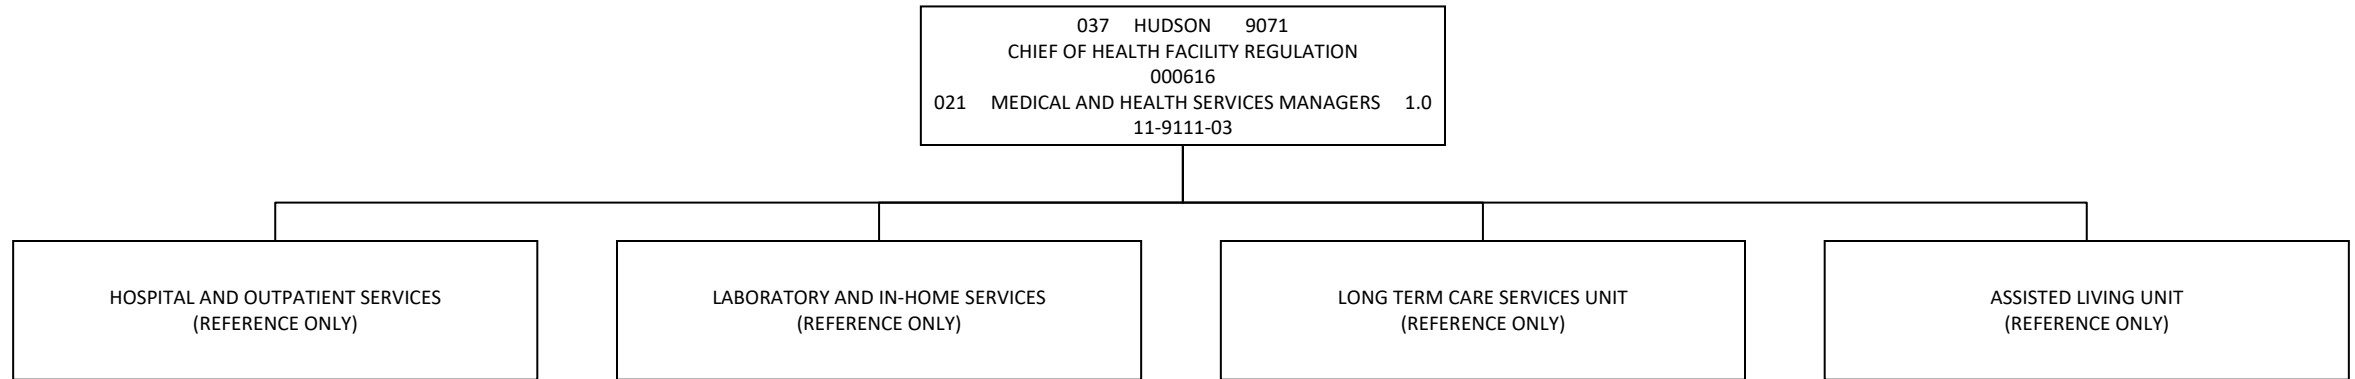 037 HUDSON 9071
CHIEF OF HEALTH FACILITY REGULATION
000616
021 MEDICAL AND HEALTH SERVICES MANAGERS 1.0
11-9111-03
HOSPITAL AND OUTPATIENT SERVICES
(REFERENCE ONLY)
LABORATORY AND IN-HOME SERVICES
(REFERENCE ONLY)
LONG TERM CARE SERVICES UNIT
(REFERENCE ONLY)
ASSISTED LIVING UNIT
(REFERENCE ONLY)